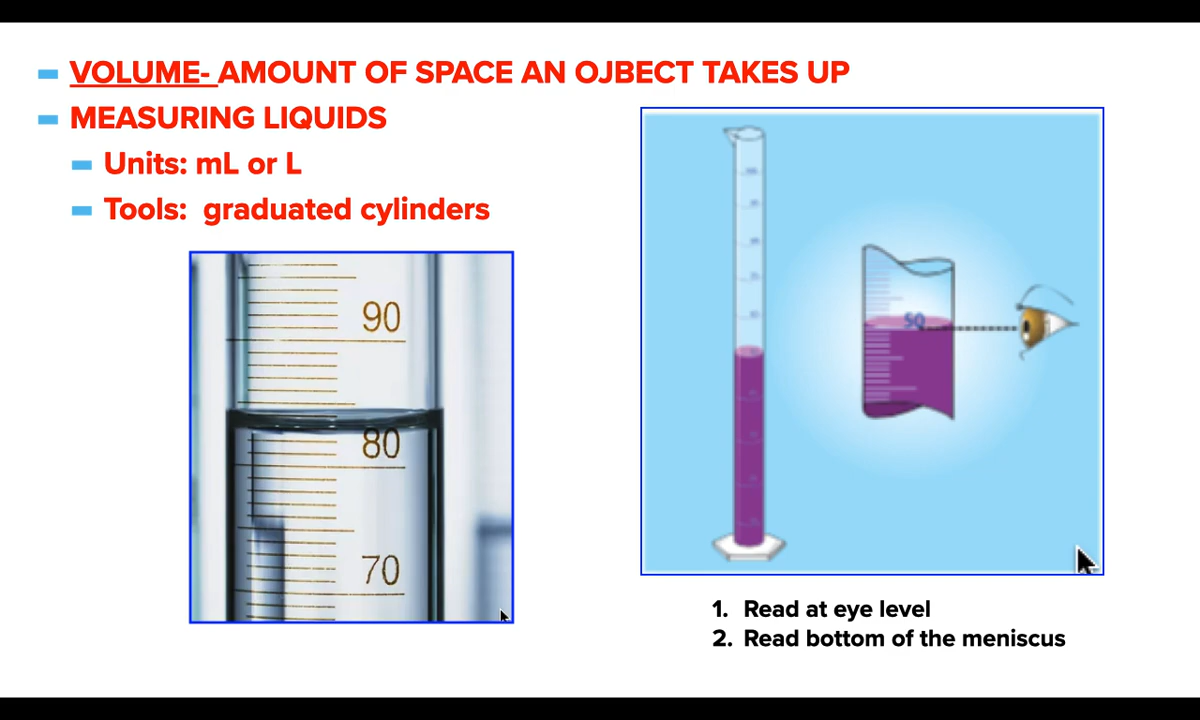 VOLUME- AMOUNT OF SPACE AN OJBECT TAKES UP
MEASURING LIQUIDS
Units: mL or L
Tools: graduated cylinders
90
80
70
50
1. Read at eye level
2. Read bottom of the meniscus